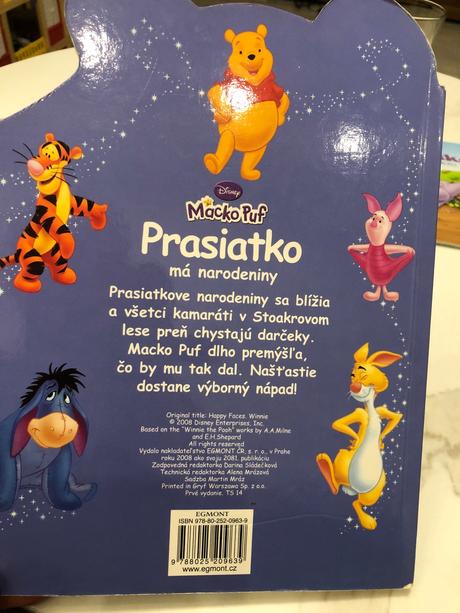 Disney
Macko Puf
Prasiatko
má narodeniny
Prasiatkove narodeniny sa blížia
a všetci kamaráti v Stoakrovom
lese preň chystajú darčeky.
Macko Puf dlho premýšľa,
čo by mu tak dal. Našťastie
dostane výborný nápad!
Original title: Happy Faces. Winnie
© 2008 Disney Enterprises, Inc.
Based on the "Winnie the Pooh" works by A.A.Milne
and E.H.Shepard
All rights reserved
Vydalo nakladateľstvo EGMONT ČR, s. r. o., v Prahe
roku 2008 ako svoju 2081. publikáciu
Zodpovedná redaktorka Darina Sládečková
Technická redaktorka Alena Mrázová
Sadzba Martin Mráz
Printed in Gryf Warszawa Sp. z o.o.
Prvé vydanie. TS 14
EGMONT
ISBN 978-80-252-0963-9
9 788025 209639
www.egmont.cz